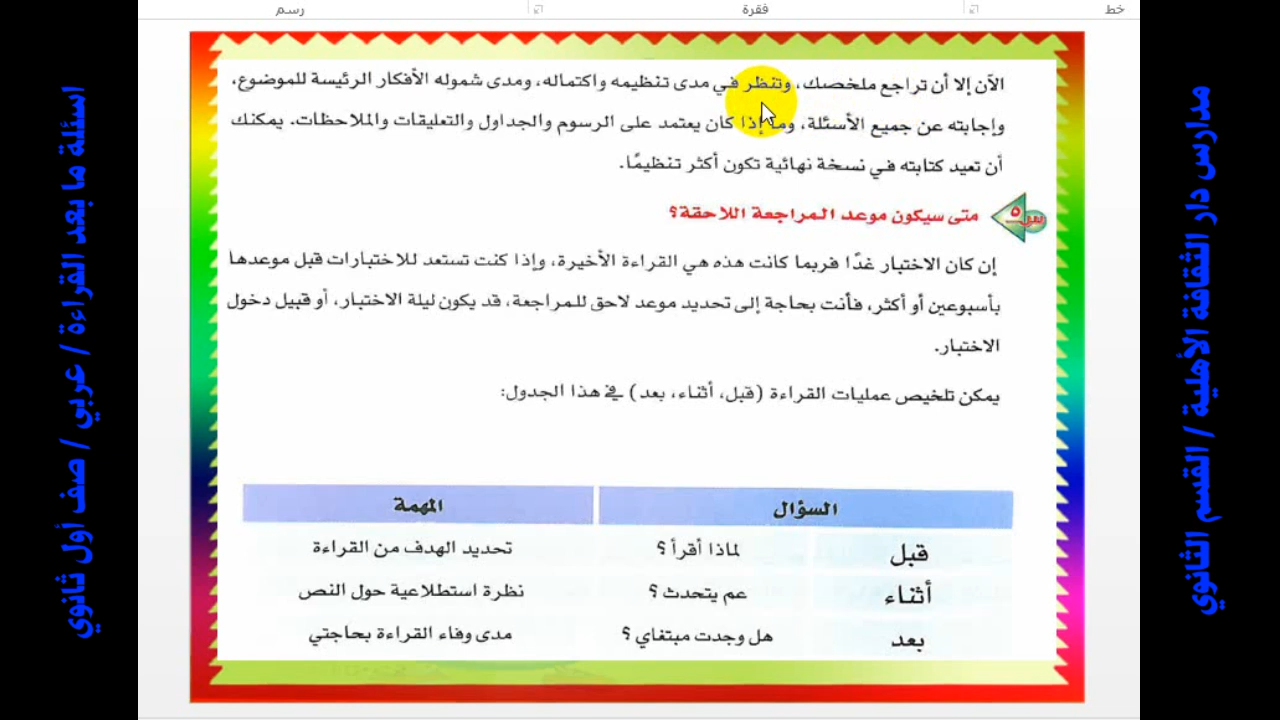 خط
فقرة
رسم
الآن إلا أن تراجع ملخصك، وتنظر في مدى تنظيمه واكتماله، ومدى شموله الأفكار الرئيسة للموضوع،
وإجابته عن جميع الأسئلة، وما إذا كان يعتمد على الرسوم والجداول والتعليقات والملاحظات. يمكنك
أن تعيد كتابته في نسخة نهائية تكون أكثر تنظيمًا.
س٥ متى سيكون موعد المراجعة اللاحقة؟
إن كان الاختبار غدًا فربما كانت هذه هي القراءة الأخيرة، وإذا كنت تستعد للاختبارات قبل موعدها
بأسبوعين أو أكثر، فأنت بحاجة إلى تحديد موعد لاحق للمراجعة، قد يكون ليلة الاختبار، أو قبيل دخول
الاختبار.
يمكن تلخيص عمليات القراءة (قبل، أثناء، بعد) في هذا الجدول:
السؤال المهمة
قبل لماذا أقرأ؟ تحديد الهدف من القراءة
أثناء عم يتحدث؟ نظرة استطلاعية حول النص
بعد هل وجدت مبتغاي؟ مدى وفاء القراءة بحاجتي
مدارس دار الثقافة الأهلية / القسم الثانوي
اسئلة ما بعد القراءة / عربي / صف أول ثانوي